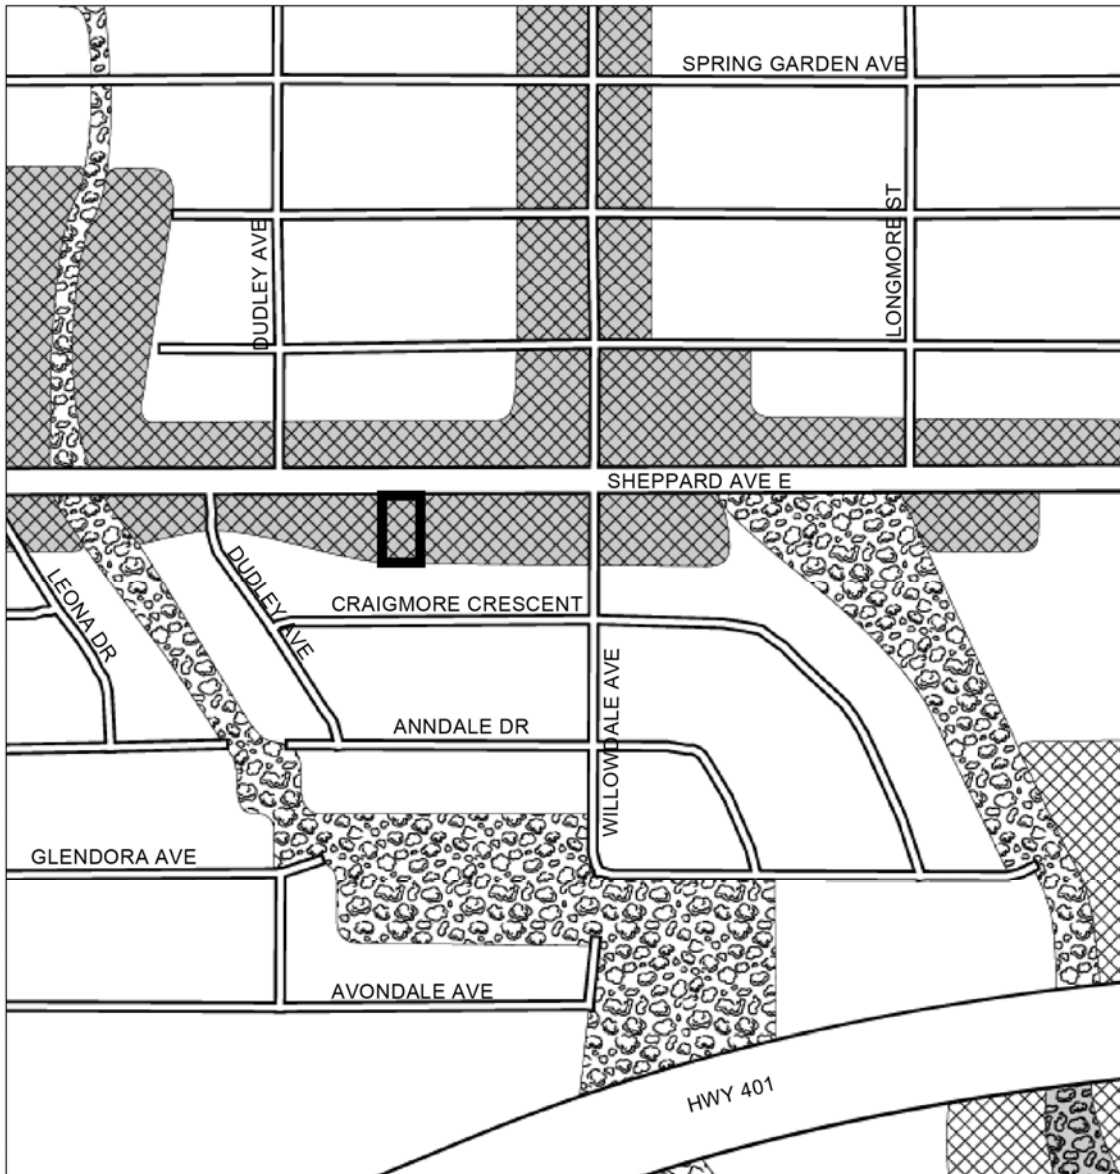 SPRING GARDEN AVE
DUDLEY AVE
LONGMORE ST
SHEPPARD AVE E
LEONA DR
DUDLEY AVE
CRAIGMORE CRESCENT
WILLOWDALE AVE
ANNDALE DR
GLENDORA AVE
AVONDALE AVE
HWY 401